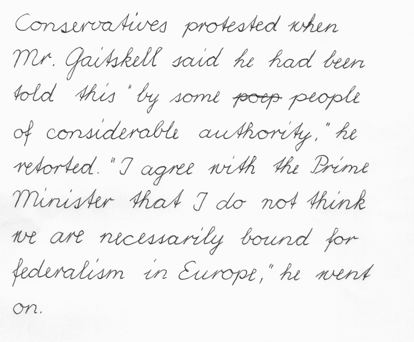 Conservatives protested when
Mr. Gaitskell said he had been
told this "by some poep people
of considerable authority," he
retorted. "I agree with the Prime
Minister that I do not think
we are necessarily bound for
federalism in Europe," he went
on.